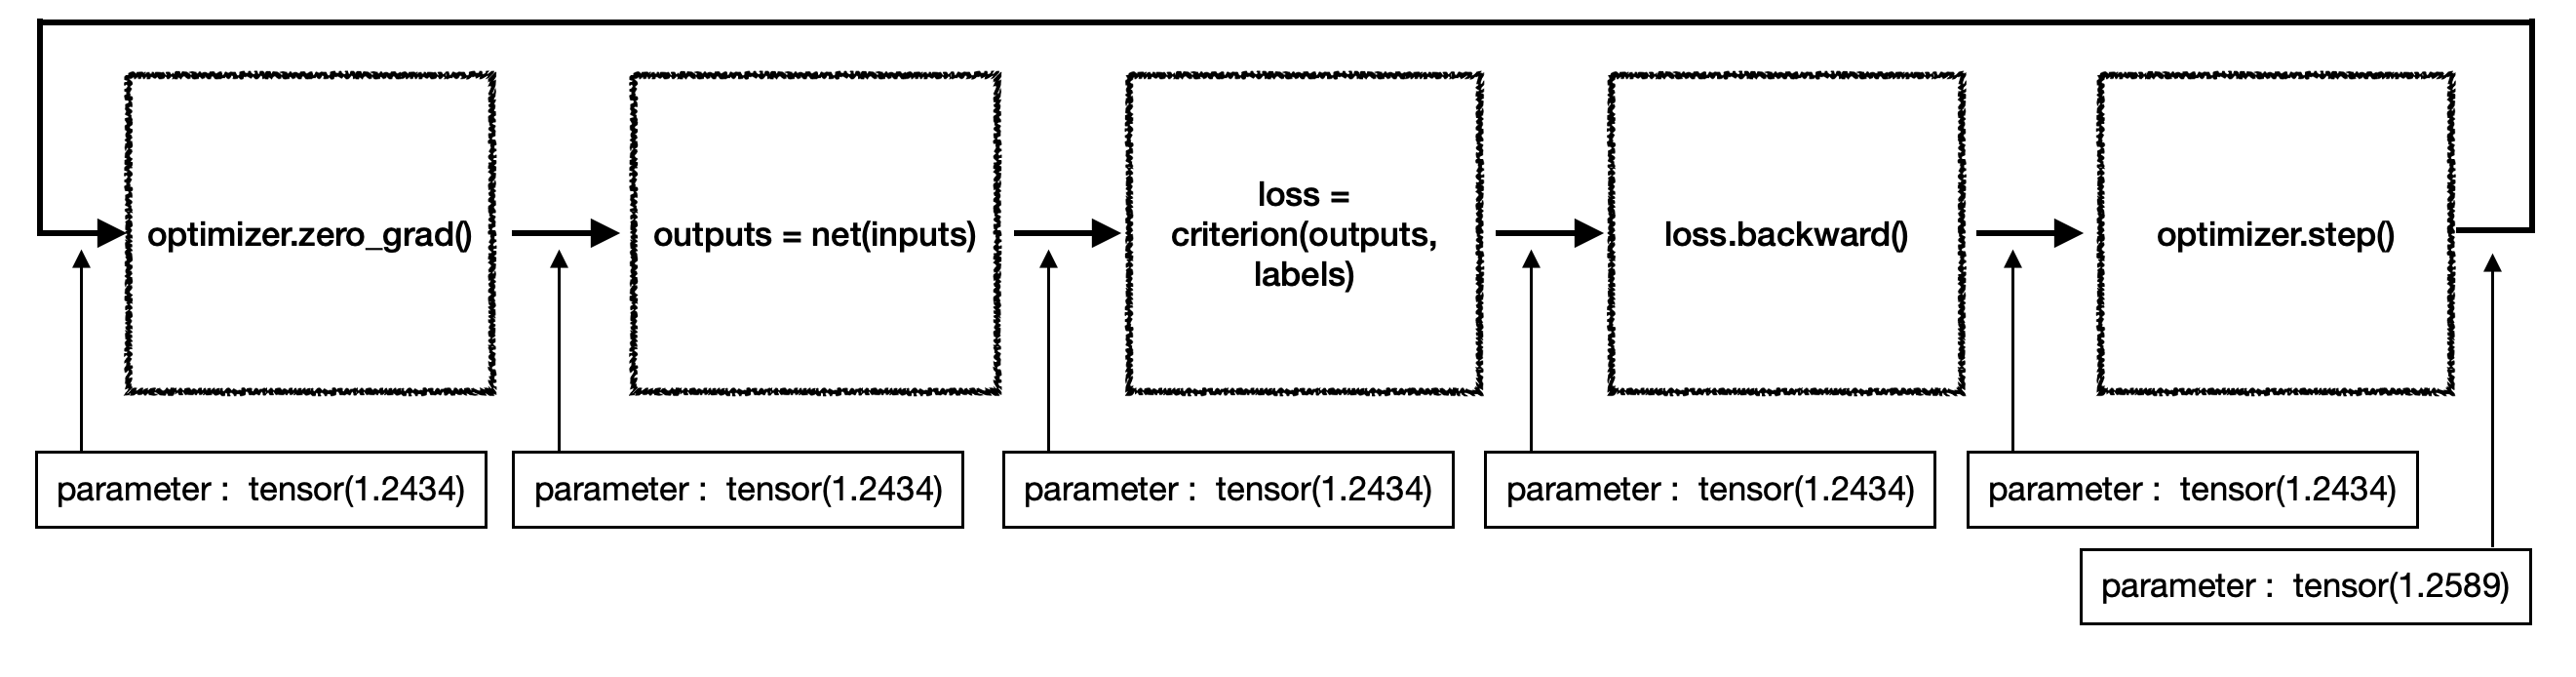 optimizer.zero_grad()
outputs = net(inputs)
loss =
criterion(outputs,
labels)
loss.backward()
optimizer.step()
parameter : tensor(1.2434)
parameter : tensor(1.2434)
parameter : tensor(1.2434)
parameter : tensor(1.2434)
parameter : tensor(1.2434)
parameter : tensor(1.2589)